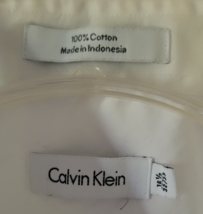 100% Cotton
Made in Indonesia
Calvin Klein